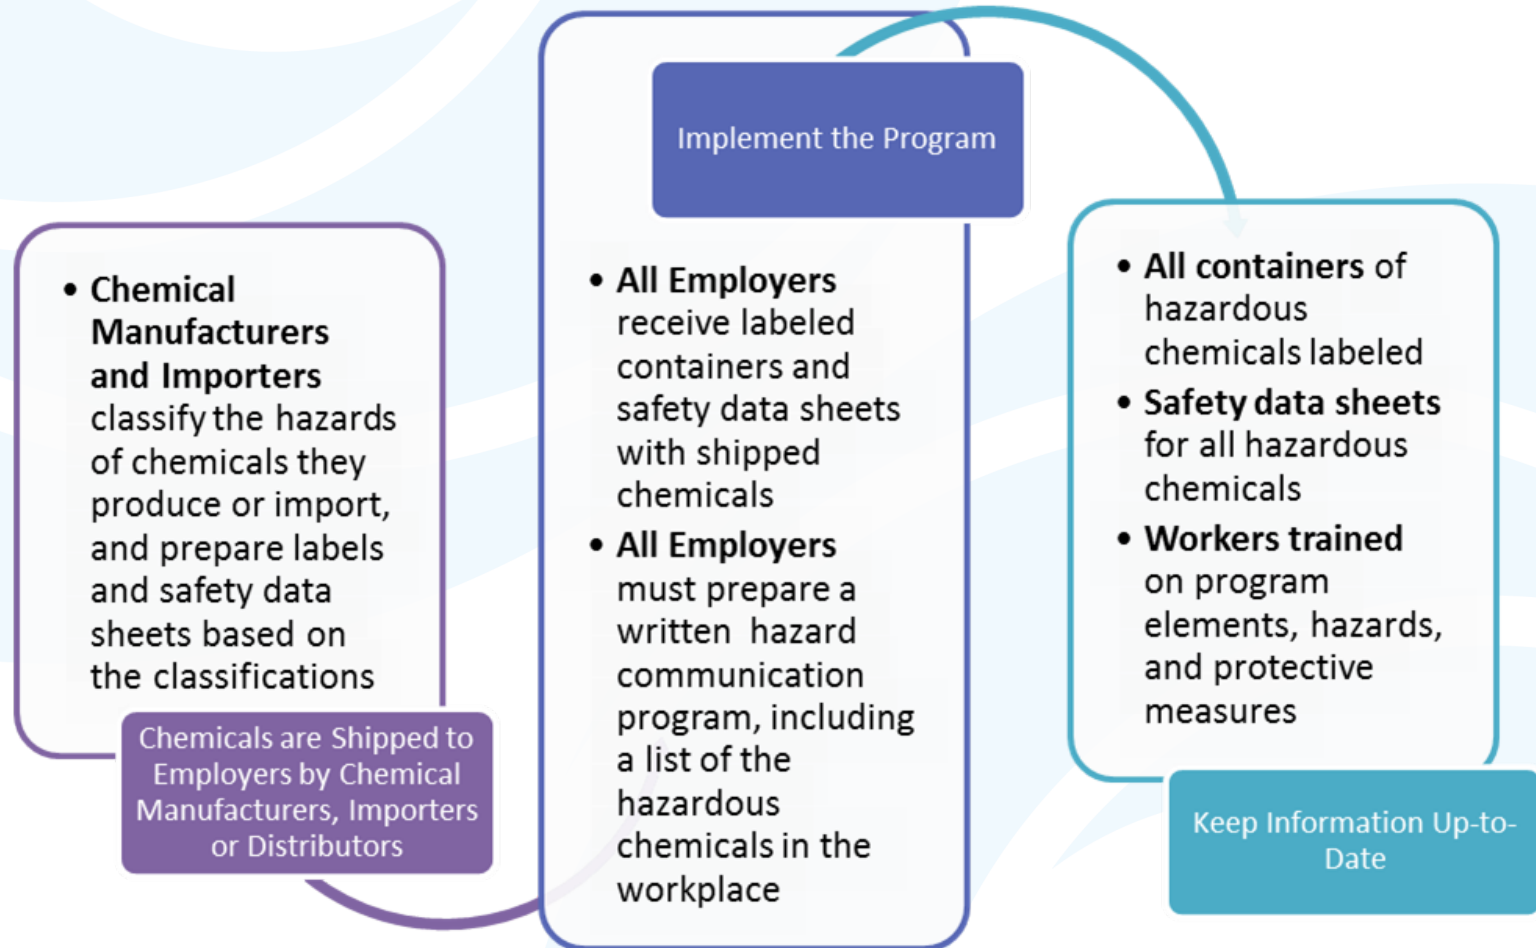 • Chemical
Manufacturers
and Importers
classify the hazards
of chemicals they
produce or import,
and prepare labels
and safety data
sheets based on
the classifications
Chemicals are Shipped to
Employers by Chemical
Manufacturers, Importers
or Distributors
Implement the Program
• All Employers
receive labeled
containers and
safety data sheets
with shipped
chemicals
• All Employers
must prepare a
written hazard
communication
program, including
a list of the
hazardous
chemicals in the
workplace
• All containers of
hazardous
chemicals labeled
• Safety data sheets
for all hazardous
chemicals
• Workers trained
on program
elements, hazards,
and protective
measures
Keep Information Up-to-
Date